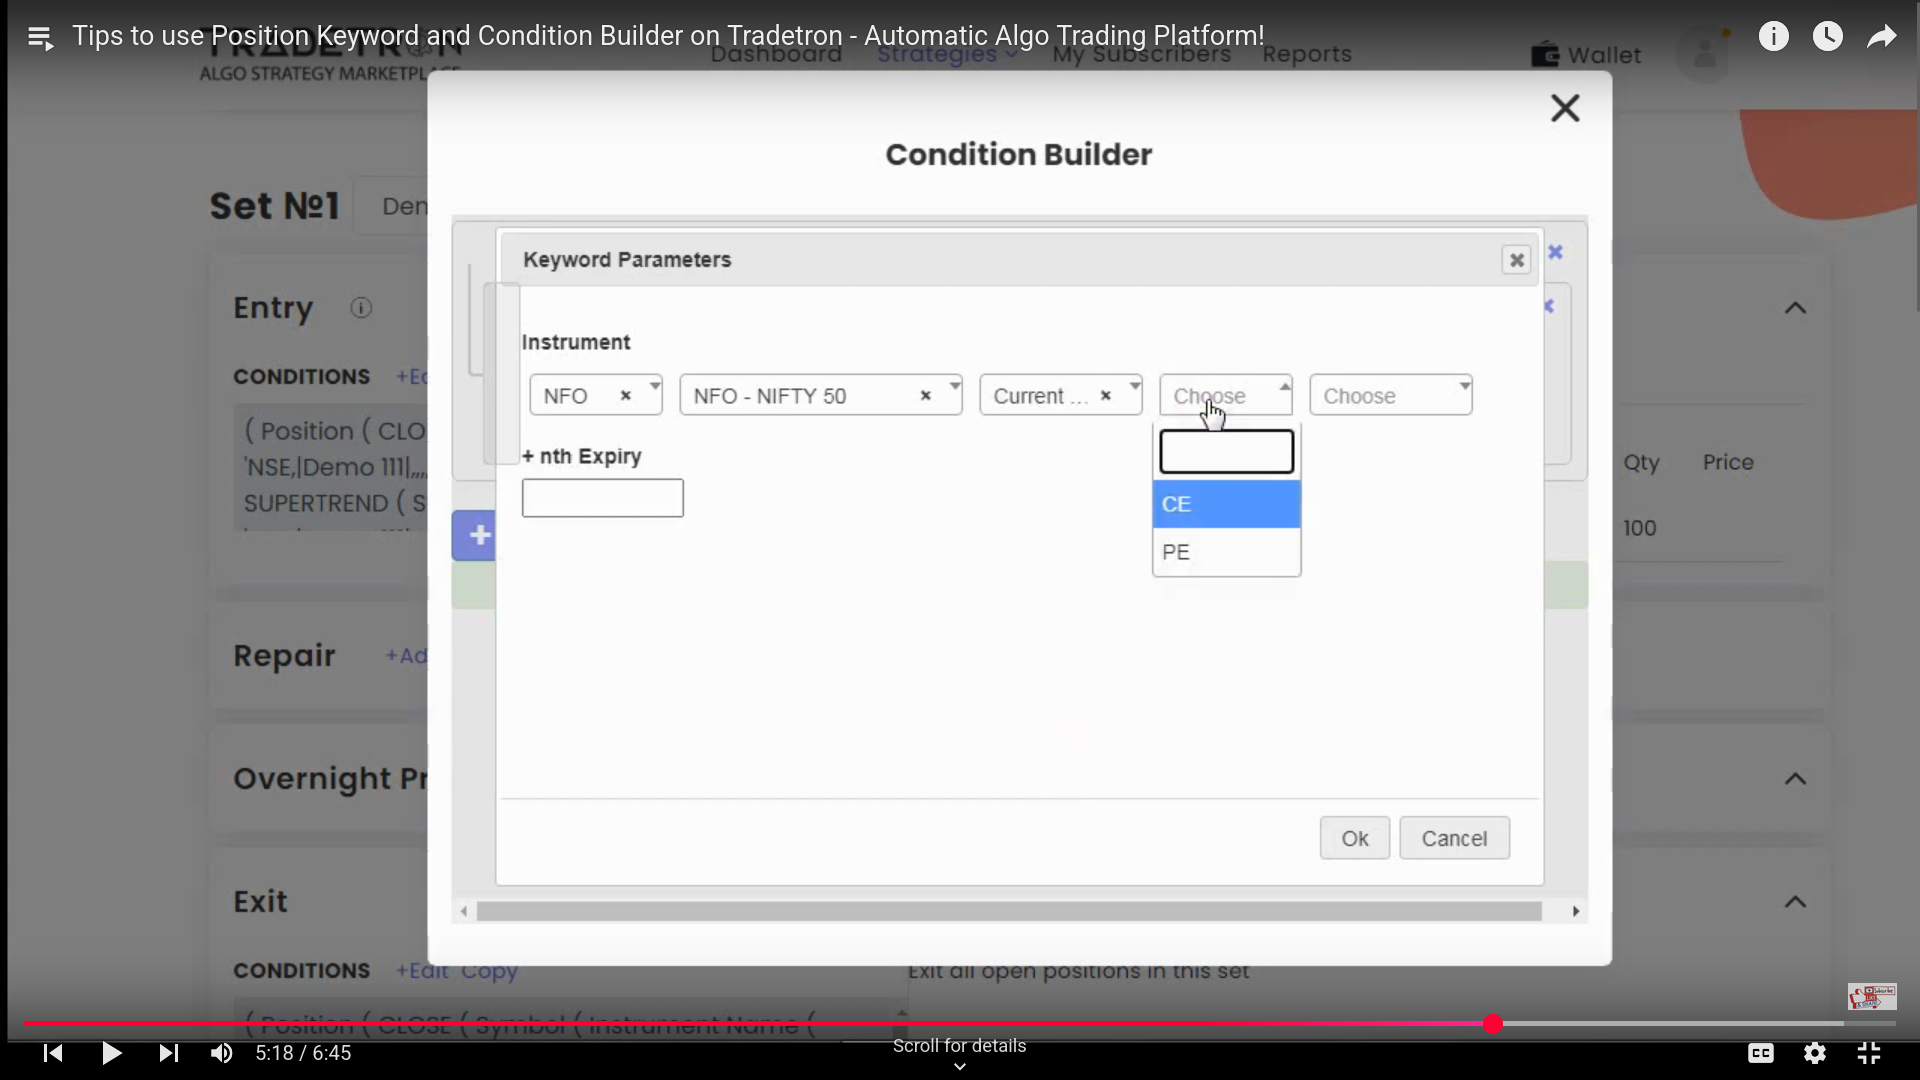 Tips to use Position Keyword and Condition Builder on Tradetron - Automatic Algo Trading Platform!
TRADETRON
ALGO STRATEGY MARKETPLA
Dashboard Strategies My Subscribers Reports Wallet
Condition Builder
Set №1 Den
Keyword Parameters
Entry
Instrument
CONDITIONS +Ed
NFO × NFO - NIFTY 50 × Current ... × Choose Choose
( Position ( CLO
+ nth Expiry
Qty Price
'NSE,|Demo 111|,,,,
SUPERTREND ( S
CE
100
PE
Repair +Ad
Overnight Pr
Ok Cancel
Exit
CONDITIONS +Edit Copy
Exit all open positions in this set
( Position ( CLOSE ( Symbol ( Instrument Name (
5:18 / 6:45
Scroll for details
CC